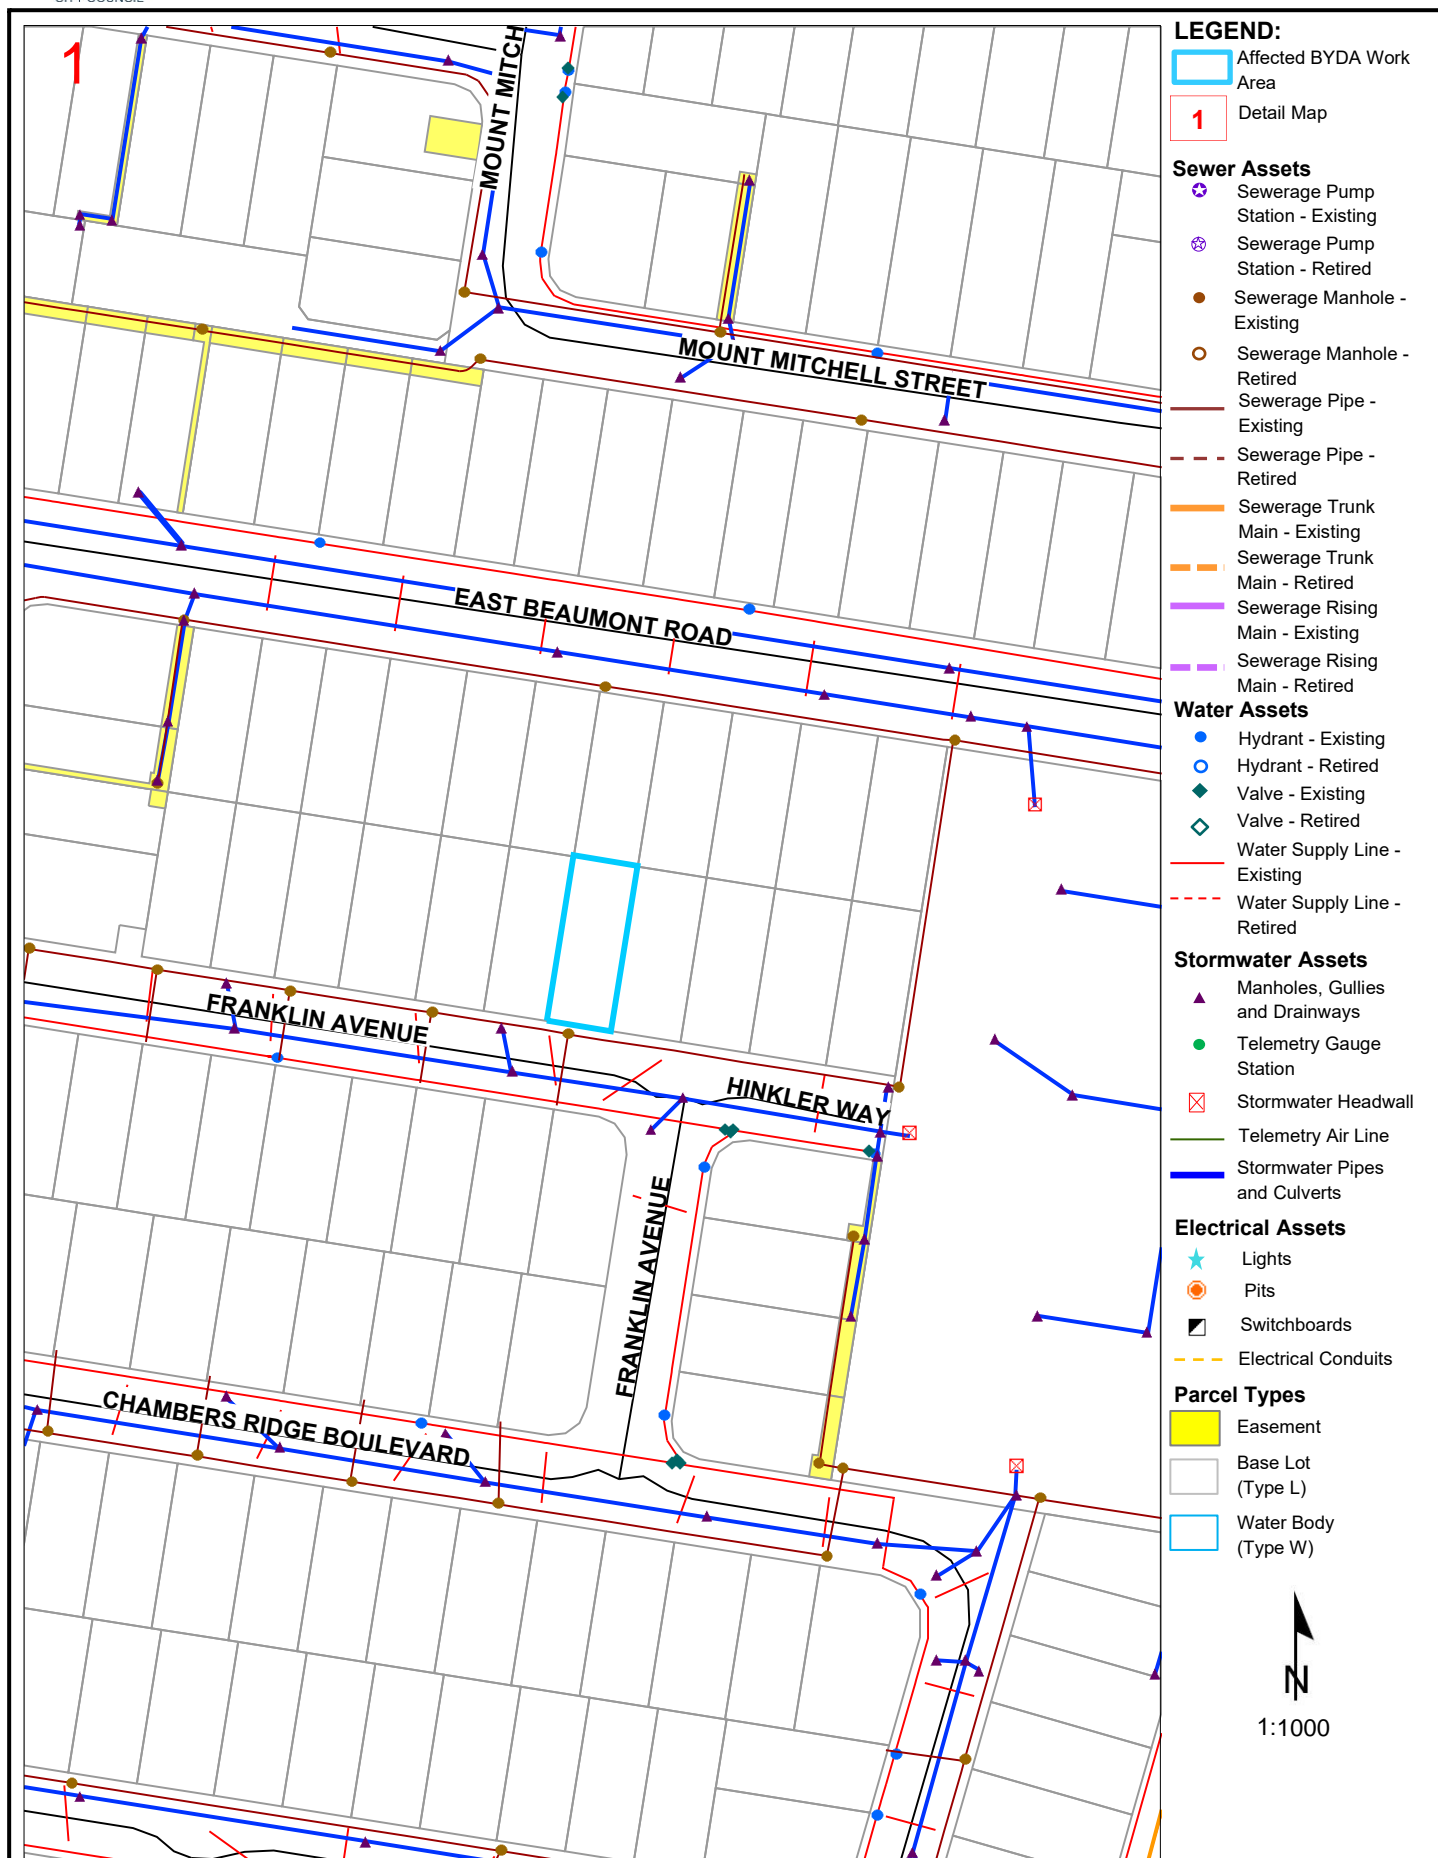 1
MOUNT MITCH
MOUNT MITCHELL STREET
EAST BEAUMONT ROAD
FRANKLIN AVENUE
HINKLER WAY
FRANKLIN AVENUE
CHAMBERS RIDGE BOULEVARD
LEGEND:
Affected BYDA Work
Area
1
Detail Map
Sewer Assets
Sewerage Pump
Station - Existing
Sewerage Pump
Station - Retired
Sewerage Manhole -
Existing
Sewerage Manhole -
Retired
Sewerage Pipe -
Existing
Sewerage Pipe -
Retired
Sewerage Trunk
Main - Existing
Sewerage Trunk
Main - Retired
Sewerage Rising
Main - Existing
Sewerage Rising
Main - Retired
Water Assets
Hydrant - Existing
Hydrant - Retired
Valve - Existing
Valve - Retired
Water Supply Line -
Existing
Water Supply Line -
Retired
Stormwater Assets
Manholes, Gullies
and Drainways
Telemetry Gauge
Station
Stormwater Headwall
Telemetry Air Line
Stormwater Pipes
and Culverts
Electrical Assets
Lights
Pits
Switchboards
Electrical Conduits
Parcel Types
Easement
Base Lot
(Type L)
Water Body
(Type W)
N
1:1000